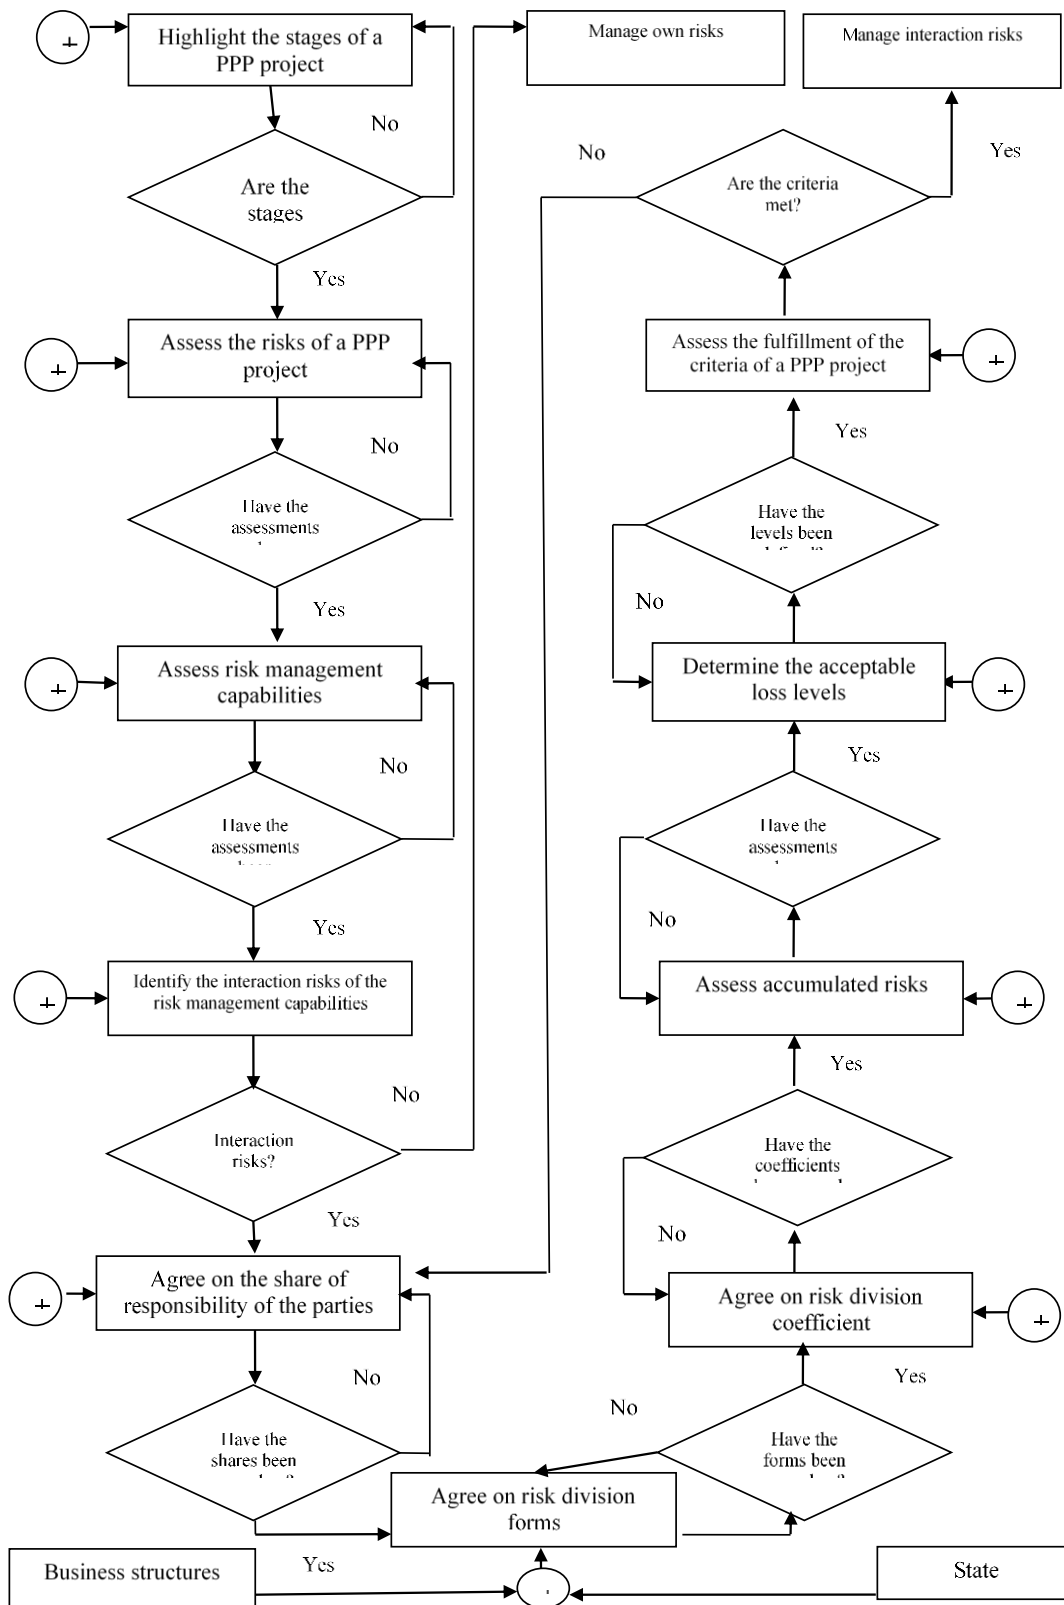 Highlight the stages of a
PPP project
No
Are the
stages
Yes
Assess the risks of a PPP
project
No
Have the
assessments
Yes
Assess risk management
capabilities
No
Have the
assessments
Yes
Identify the interaction risks of the
risk management capabilities
No
Interaction
risks?
Yes
Agree on the share of
responsibility of the parties
No
Have the
shares been
Yes
Business structures
Agree on risk division
forms
State
Have the
forms been
No
Yes
Agree on risk division
coefficient
No
Have the
coefficients
Yes
Assess accumulated risks
No
Have the
assessments
Yes
Determine the acceptable
loss levels
No
Have the
levels been
Yes
Assess the fulfillment of the
criteria of a PPP project
Are the criteria
met?
No
Yes
Manage own risks
Manage interaction risks
+
+
+
+
+
+
+
+
+
+